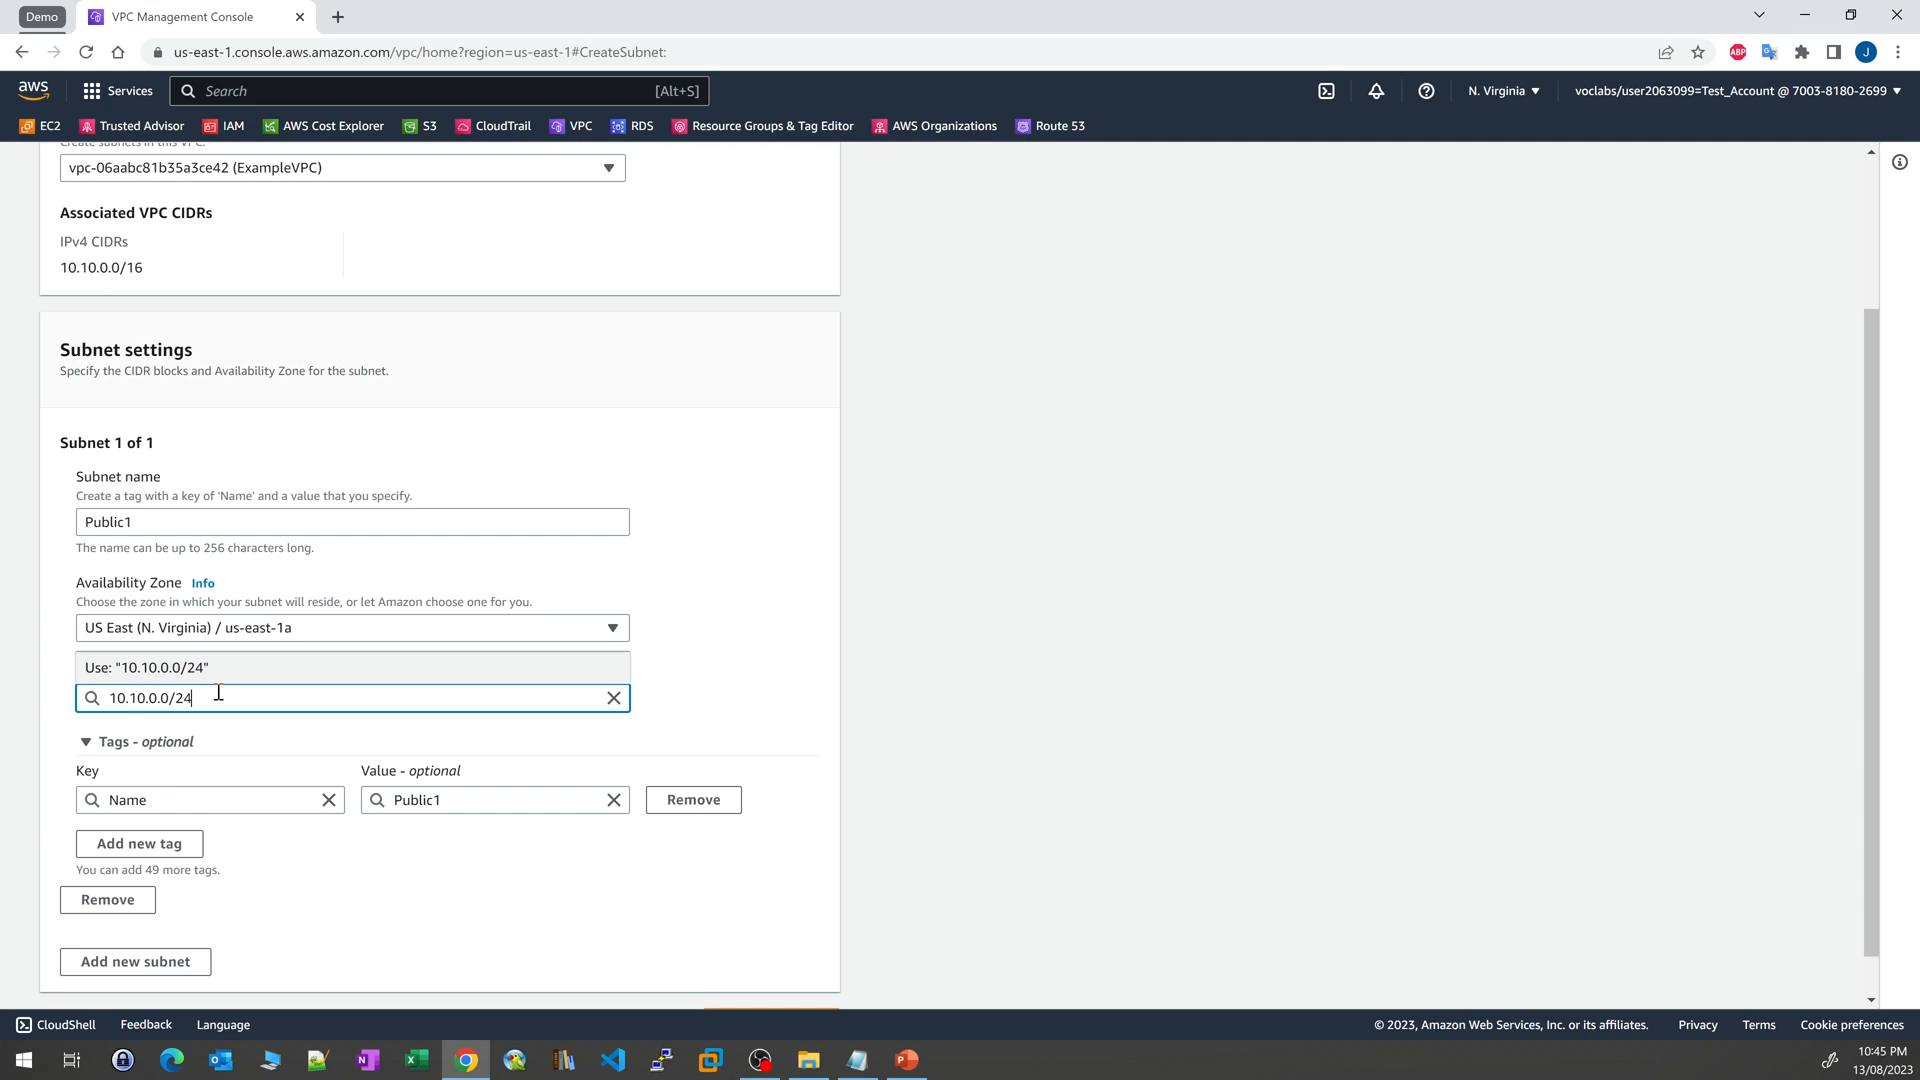 Demo
VPC Management Console
us-east-1.console.aws.amazon.com/vpc/home?region=us-east-1#CreateSubnet:
ABP
J
aws
Services
Search
[Alt+S]
N. Virginia
voclabs/user2063099=Test_Account @ 7003-8180-2699
EC2
Trusted Advisor
IAM
AWS Cost Explorer
S3
CloudTrail
VPC
RDS
Resource Groups & Tag Editor
AWS Organizations
Route 53
Create subnets in this VPC.
vpc-06aabc81b35a3ce42 (ExampleVPC)
Associated VPC CIDRs
IPv4 CIDRs
10.10.0.0/16
Subnet settings
Specify the CIDR blocks and Availability Zone for the subnet.
Subnet 1 of 1
Subnet name
Create a tag with a key of 'Name' and a value that you specify.
Public1
The name can be up to 256 characters long.
Availability Zone Info
Choose the zone in which your subnet will reside, or let Amazon choose one for you.
US East (N. Virginia) / us-east-1a
Use: "10.10.0.0/24"
10.10.0.0/24
Tags - optional
Key
Value - optional
Name
Public1
Remove
Add new tag
You can add 49 more tags.
Remove
Add new subnet
CloudShell
Feedback
Language
© 2023, Amazon Web Services, Inc. or its affiliates.
Privacy
Terms
Cookie preferences
10:45 PM
13/08/2023